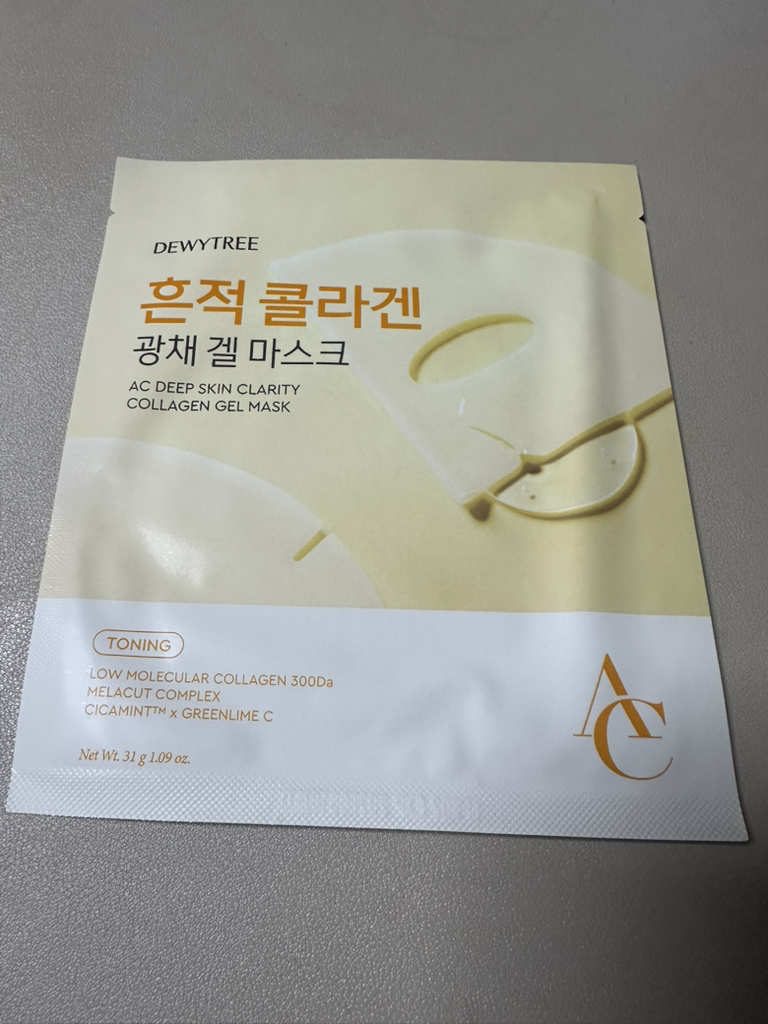 DEWYTREE
흔적 콜라겐
광채 겔 마스크
AC DEEP SKIN CLARITY
COLLAGEN GEL MASK
TONING
LOW MOLECULAR COLLAGEN 300Da
MELACUT COMPLEX
CICAMINT™ x GREENLIME C
Net Wt. 31 g 1.09 oz.
AC